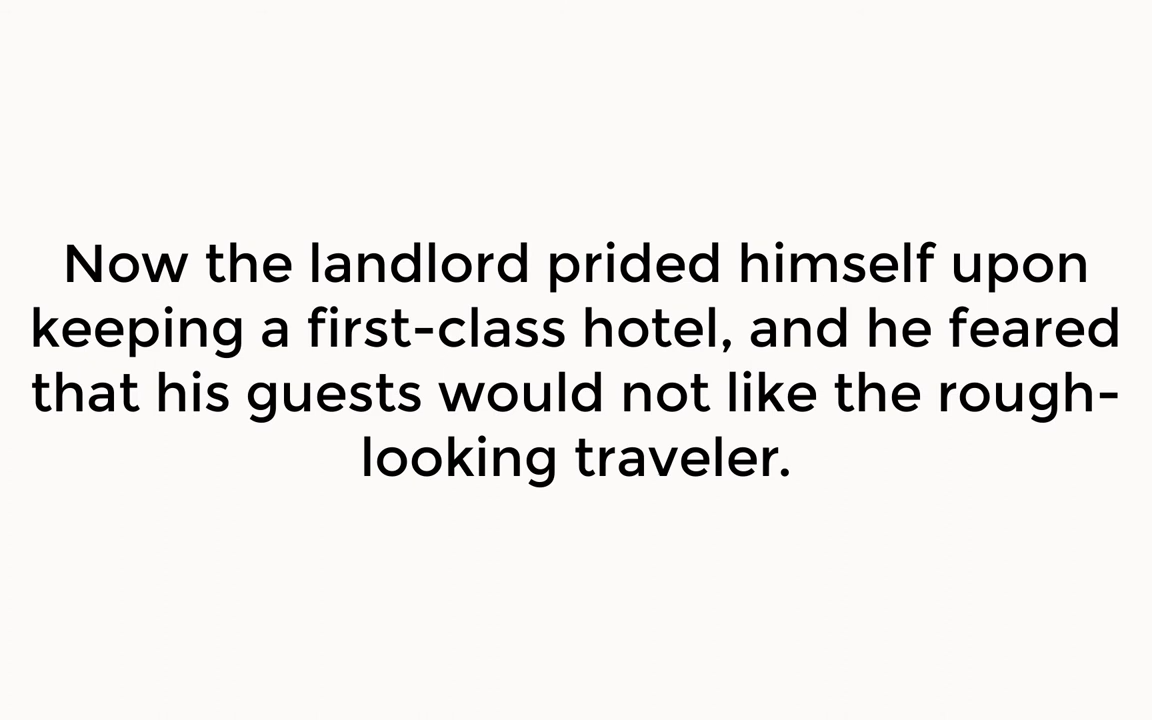 Now the landlord prided himself upon
keeping a first-class hotel, and he feared
that his guests would not like the rough-
looking traveler.